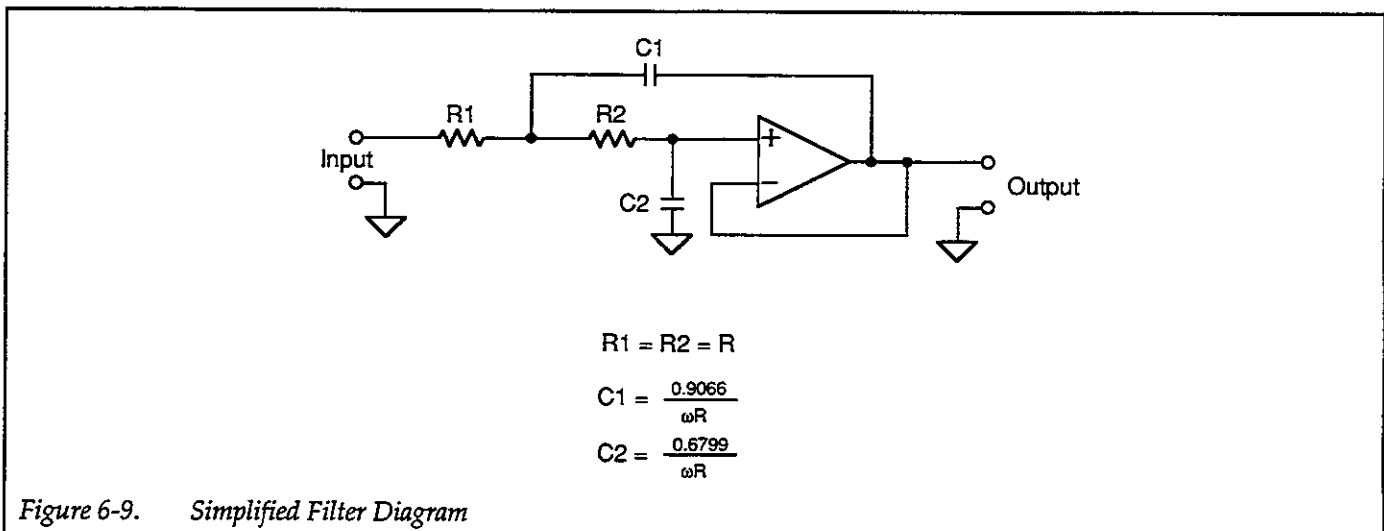 C1
R1
R2
+
Input
−
C2
Output
R1 = R2 = R
C1 = 0.9066
ωR
C2 = 0.6799
ωR
Figure 6-9. Simplified Filter Diagram